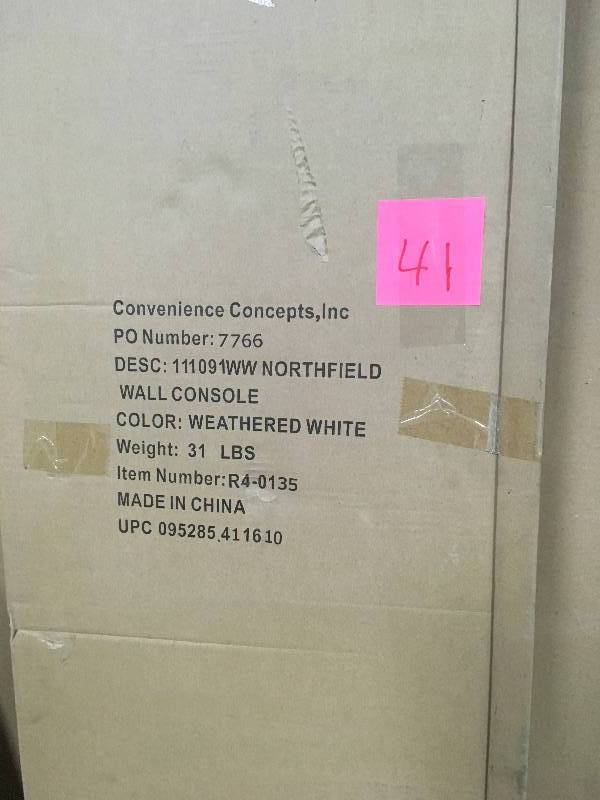 41
Convenience Concepts,Inc
PO Number: 7766
DESC: 111091WW NORTHFIELD
WALL CONSOLE
COLOR: WEATHERED WHITE
Weight: 31 LBS
Item Number:R4-0135
MADE IN CHINA
UPC 095285.411610